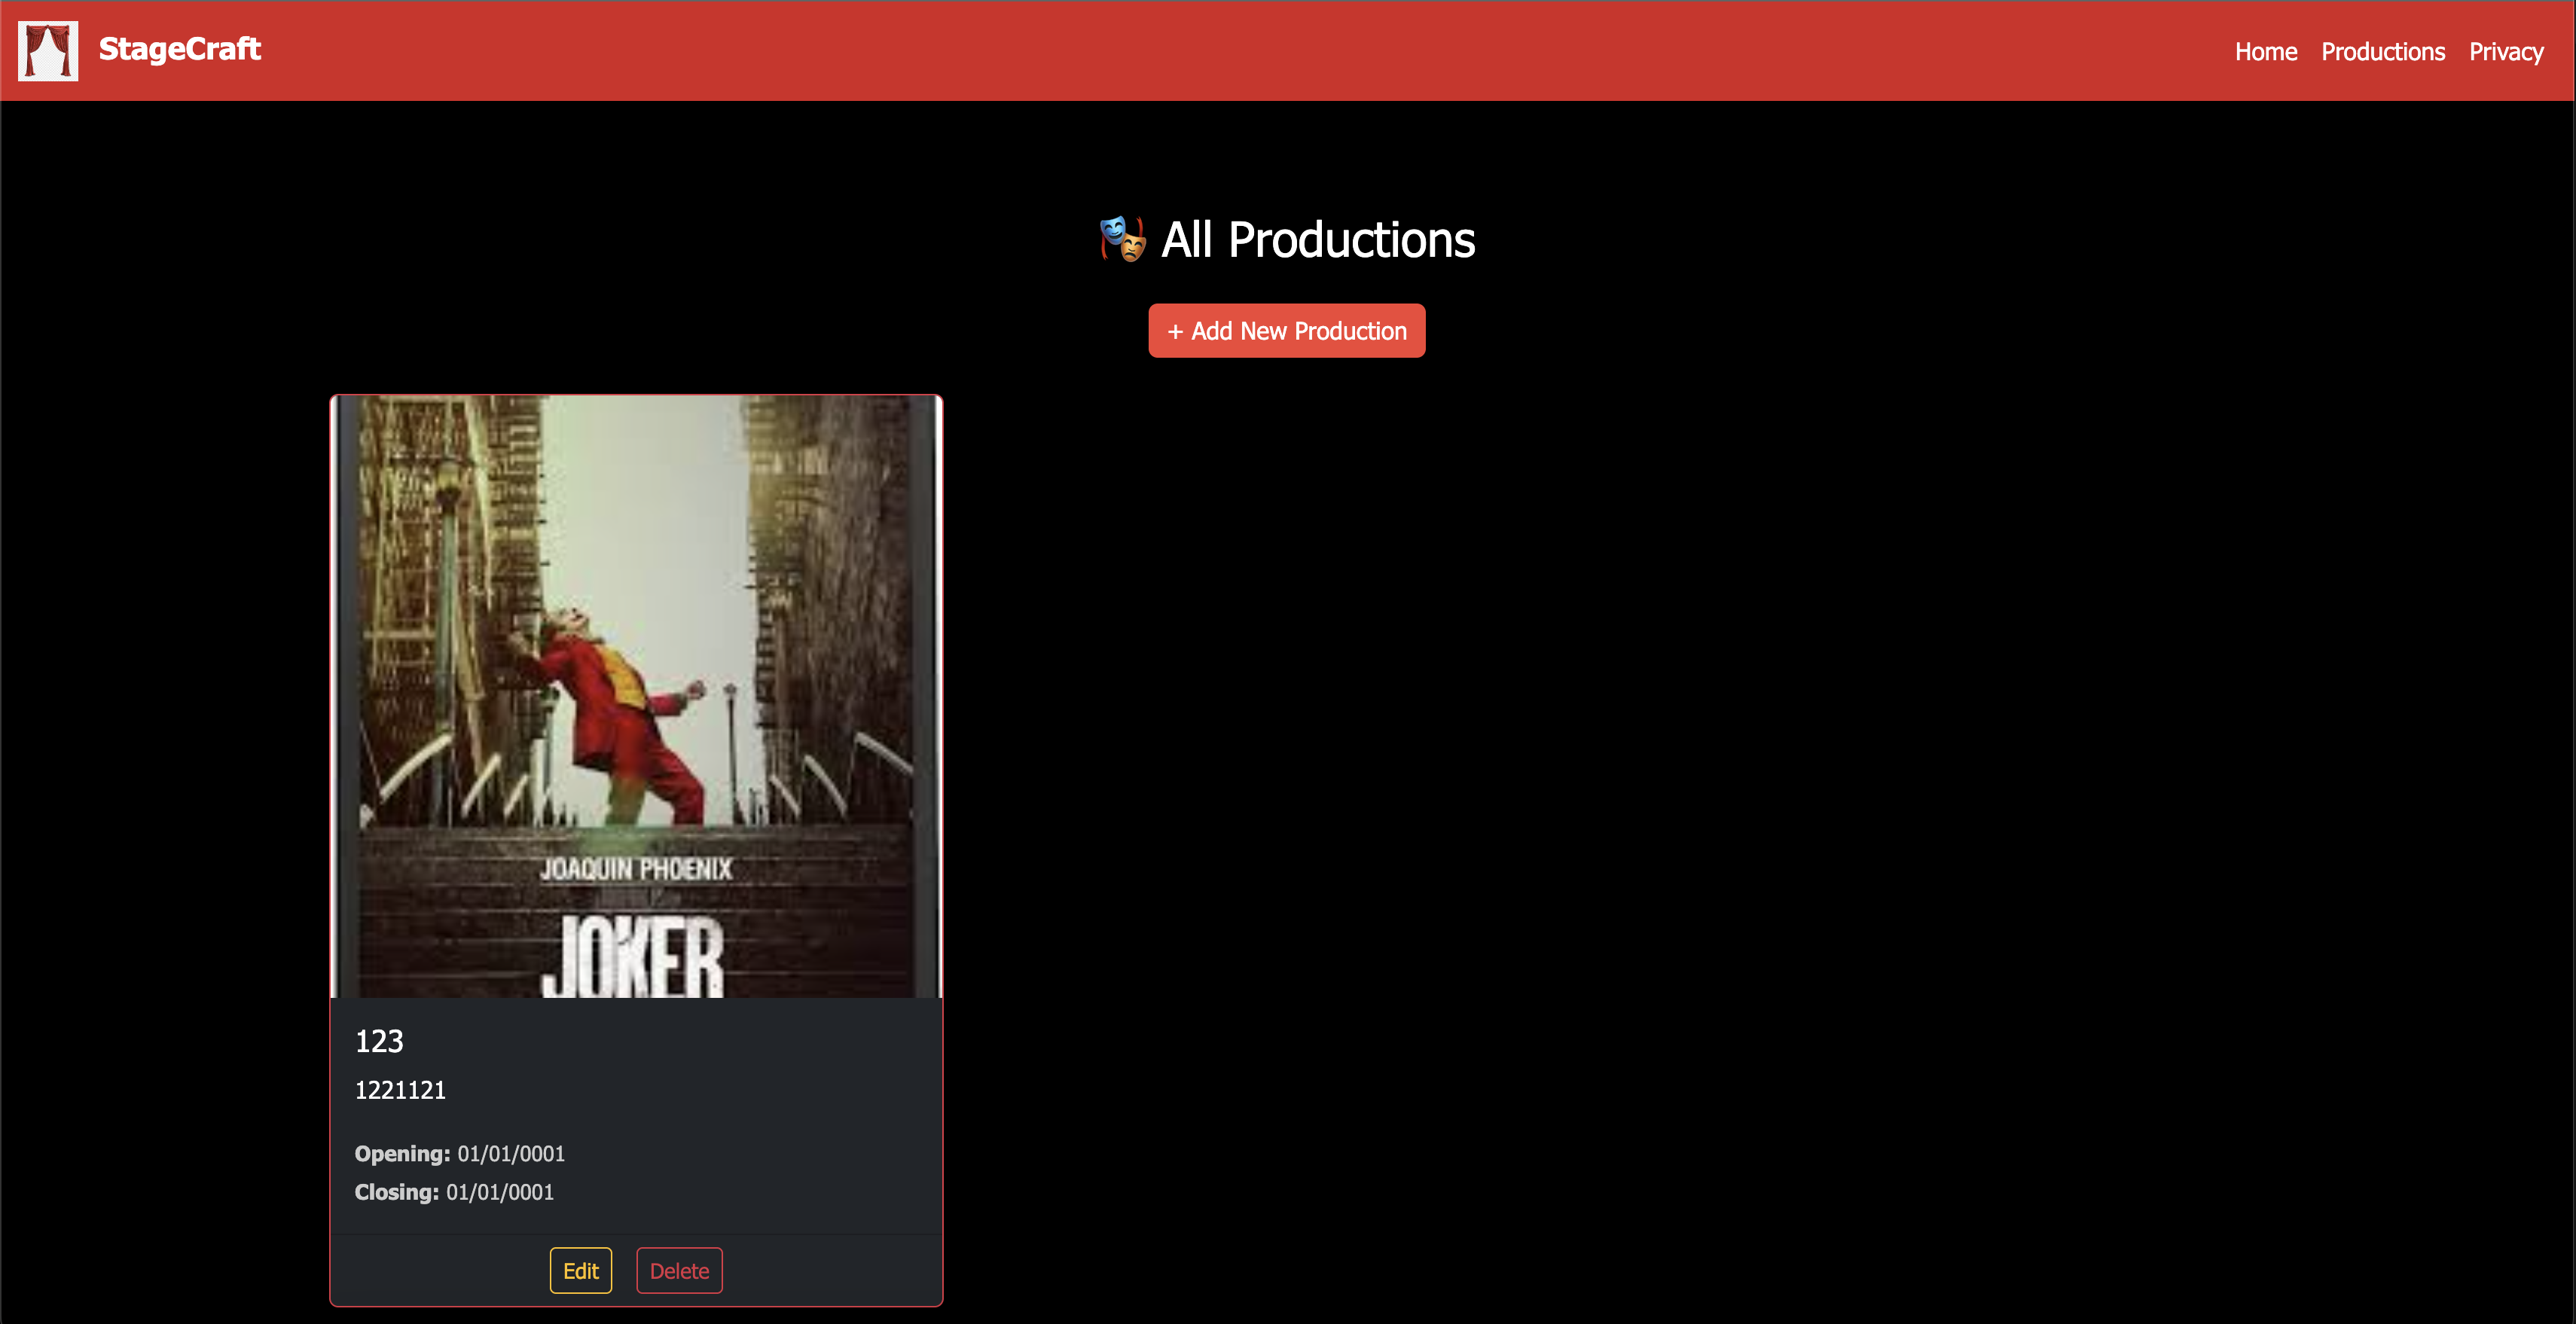 StageCraft
Home Productions Privacy
🎭 All Productions
+ Add New Production
JOAQUIN PHOENIX
JOKER
123
1221121
Opening: 01/01/0001
Closing: 01/01/0001
Edit Delete